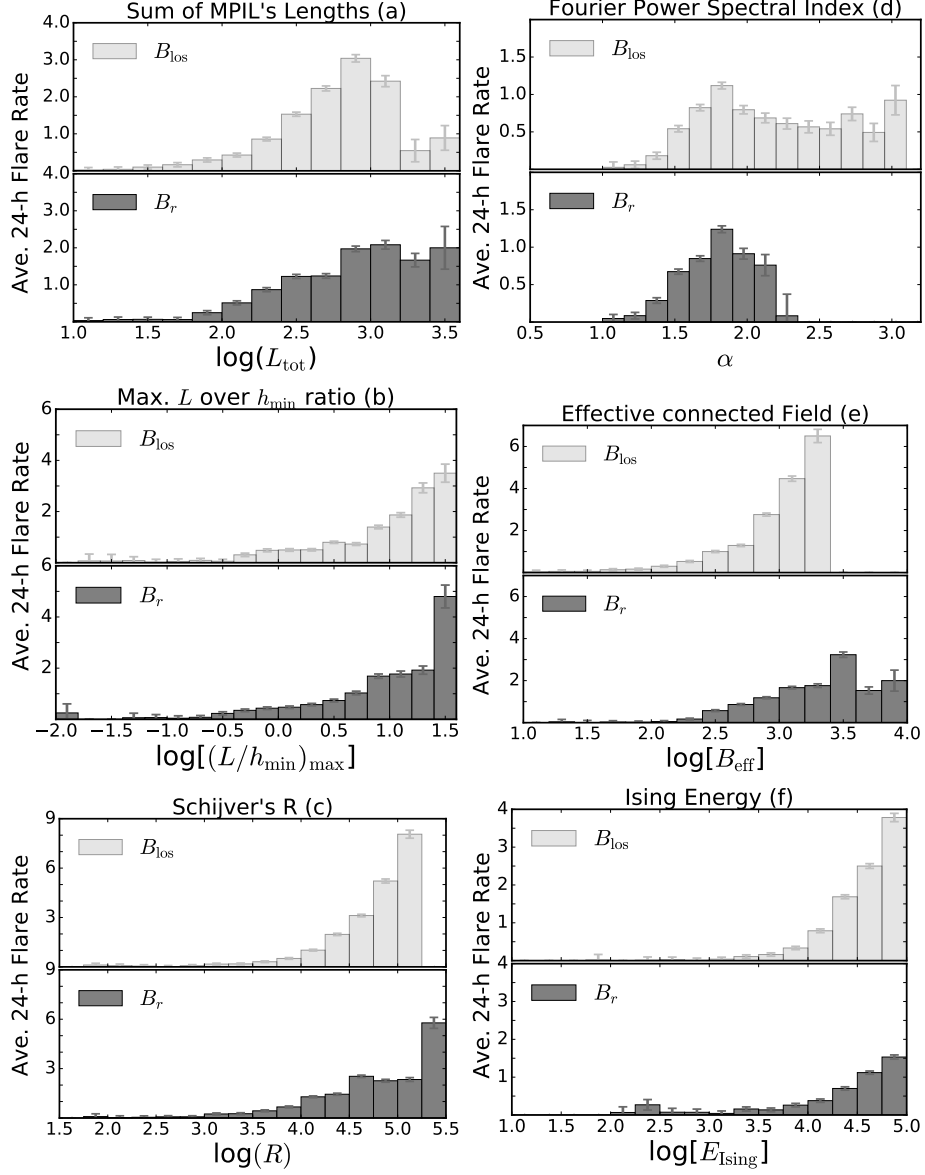 Sum of MPIL's Lengths (a)
Ave. 24-h Flare Rate
4.0
3.0
2.0
1.0
B_los
4.0
3.0
2.0
1.0
B_r
1.0 1.5 2.0 2.5 3.0 3.5
log(L_tot)
Fourier Power Spectral Index (d)
Ave. 24-h Flare Rate
1.5
1.0
0.5
B_los
1.5
1.0
0.5
B_r
0.5 1.0 1.5 2.0 2.5 3.0
α
Max. L over h_min ratio (b)
Ave. 24-h Flare Rate
6
4
2
B_los
6
4
2
B_r
−2.0 −1.5 −1.0 −0.5 0.0 0.5 1.0 1.5
log[(L/h_min)_max]
Effective connected Field (e)
Ave. 24-h Flare Rate
6
4
2
B_los
6
4
2
B_r
1.0 1.5 2.0 2.5 3.0 3.5 4.0
log[B_eff]
Schijver's R (c)
Ave. 24-h Flare Rate
9
6
3
B_los
9
6
3
B_r
1.5 2.0 2.5 3.0 3.5 4.0 4.5 5.0 5.5
log(R)
Ising Energy (f)
Ave. 24-h Flare Rate
4
3
2
1
B_los
4
3
2
1
B_r
1.0 1.5 2.0 2.5 3.0 3.5 4.0 4.5 5.0
log[E_Ising]